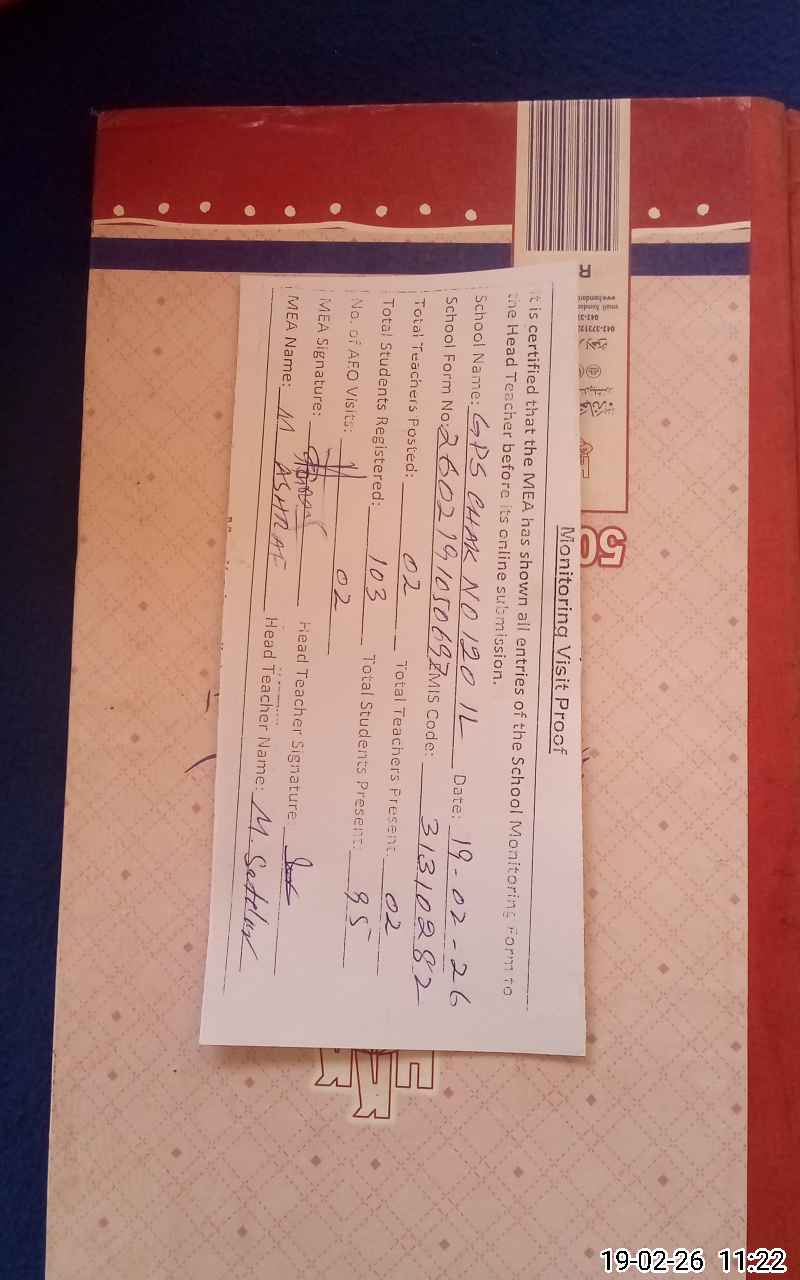 Monitoring Visit Proof
It is certified that the MEA has shown all entries of the School Monitoring Form to
the Head Teacher before its online submission.
School Name: GPS CHAK NO 120 1L Date: 19-02-26
School Form No: MIS Code: 31310282
Total Teachers Posted: 02 Total Teachers Present: 02
Total Students Registered: 103 Total Students Present: 95
No. of AEO Visits: 02
MEA Signature: Head Teacher Signature:
MEA Name: M ASHRAF Head Teacher Name: M.
50
19-02-26 11:22